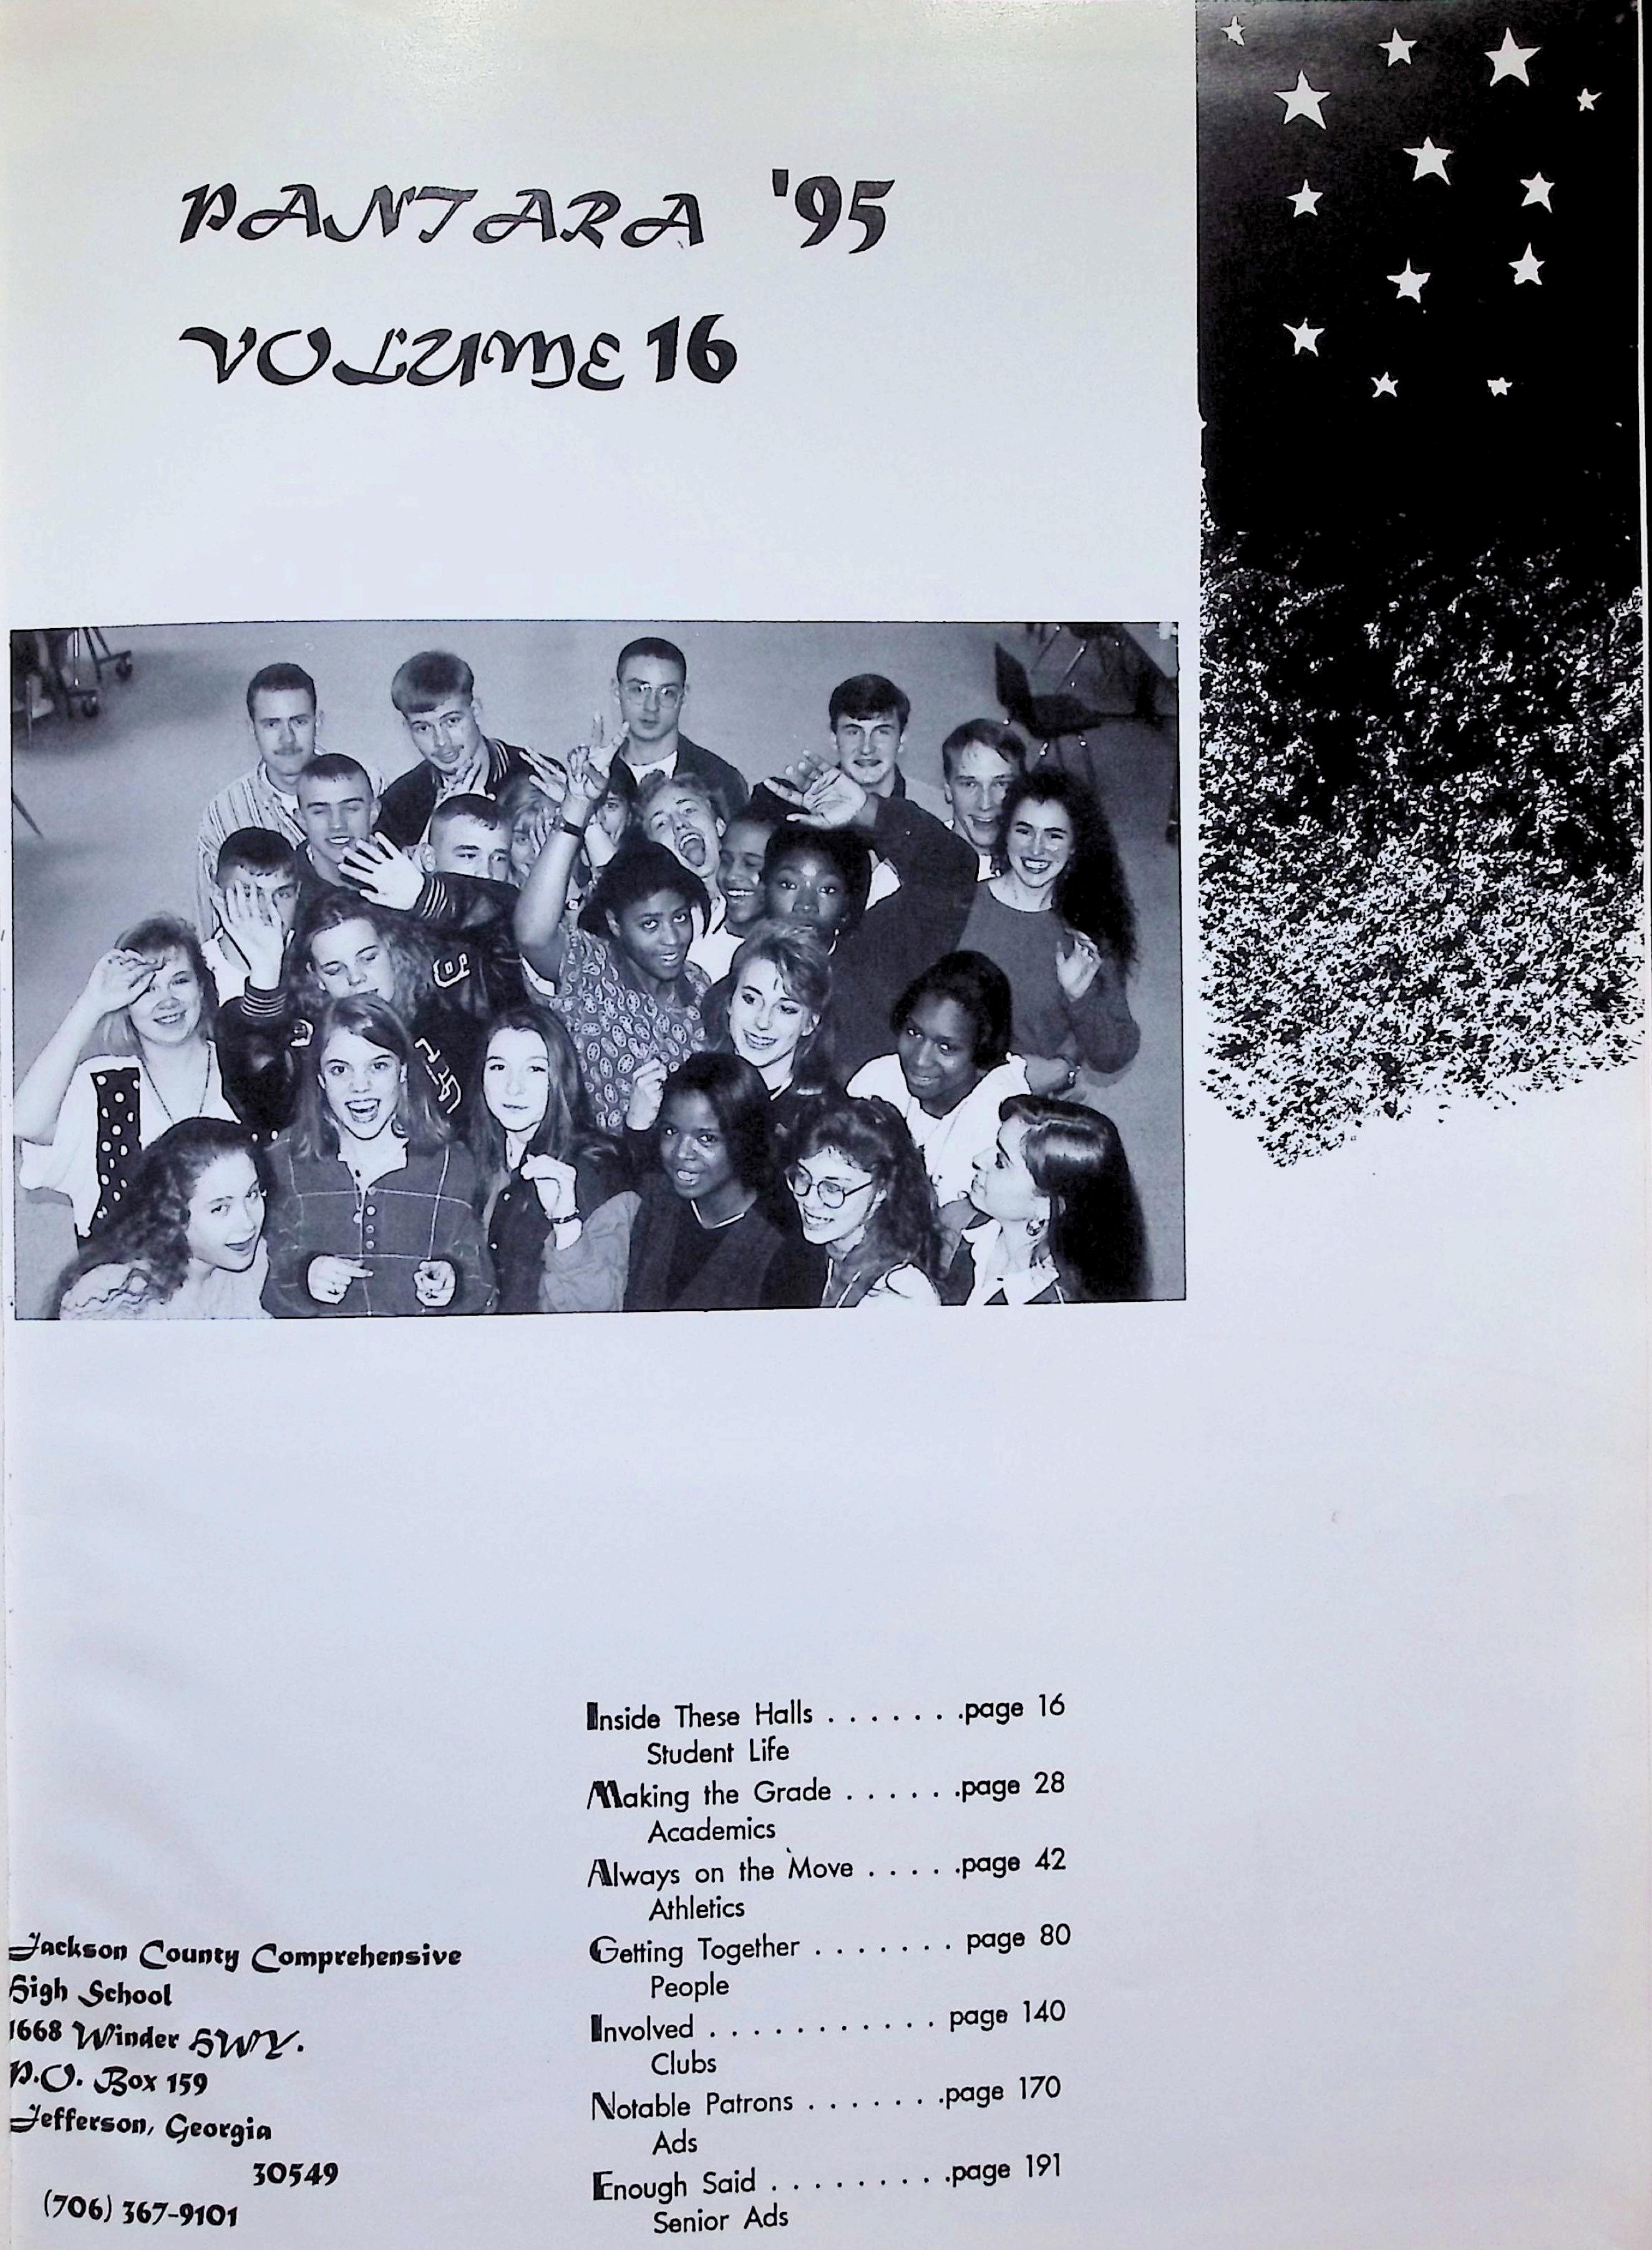 PANTARA '95
VOLUME 16
Inside These Halls . . . . . . .page 16
Student Life
Making the Grade . . . . . .page 28
Academics
Always on the Move . . . . .page 42
Athletics
Getting Together . . . . . . . page 80
People
Involved . . . . . . . . . . . page 140
Clubs
Notable Patrons . . . . . . .page 170
Ads
Enough Said . . . . . . . . .page 191
Senior Ads
Jackson County Comprehensive
High School
1668 Winder HWY.
P.O. Box 159
Jefferson, Georgia
30549
(706) 367-9101